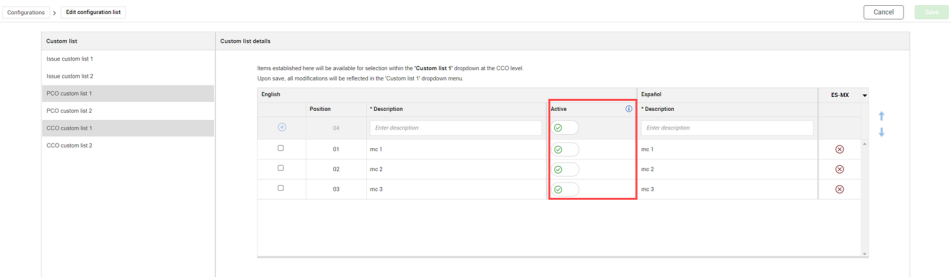 Configurations > Edit configuration list
Cancel
Save
Custom list
Issue custom list 1
Issue custom list 2
PCO custom list 1
PCO custom list 2
CCO custom list 1
CCO custom list 2
Custom list details
Items established here will be available for selection within the 'Custom list 1' dropdown at the CCO level.
Upon save, all modifications will be reflected in the 'Custom list 1' dropdown menu.
English Español ES-MX
Position * Description Active * Description
04 Enter description Enter description
01 mc 1 mc 1
02 mc 2 mc 2
03 mc 3 mc 3